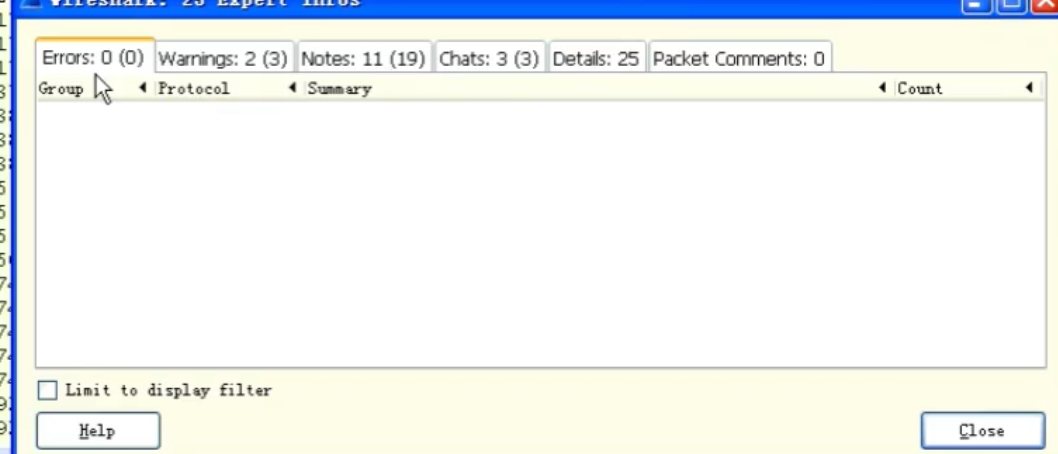 Wireshark: 25 Expert Infos
Errors: 0 (0) Warnings: 2 (3) Notes: 11 (19) Chats: 3 (3) Details: 25 Packet Comments: 0
Group Protocol Summary Count
Limit to display filter
Help Close